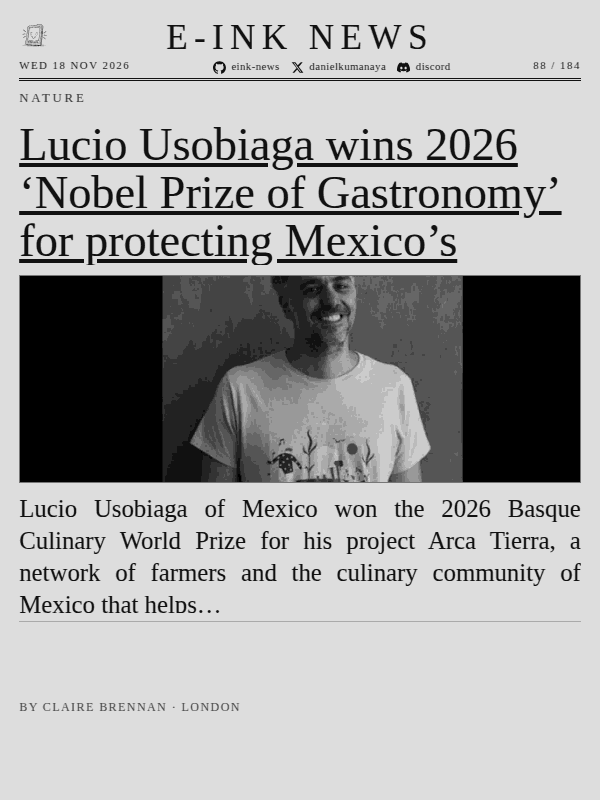 E-INK NEWS
WED 18 NOV 2026
eink-news danielkumanaya discord
88 / 184
NATURE
Lucio Usobiaga wins 2026
‘Nobel Prize of Gastronomy’
for protecting Mexico’s
Lucio Usobiaga of Mexico won the 2026 Basque
Culinary World Prize for his project Arca Tierra, a
network of farmers and the culinary community of
Mexico that helps…
BY CLAIRE BRENNAN · LONDON